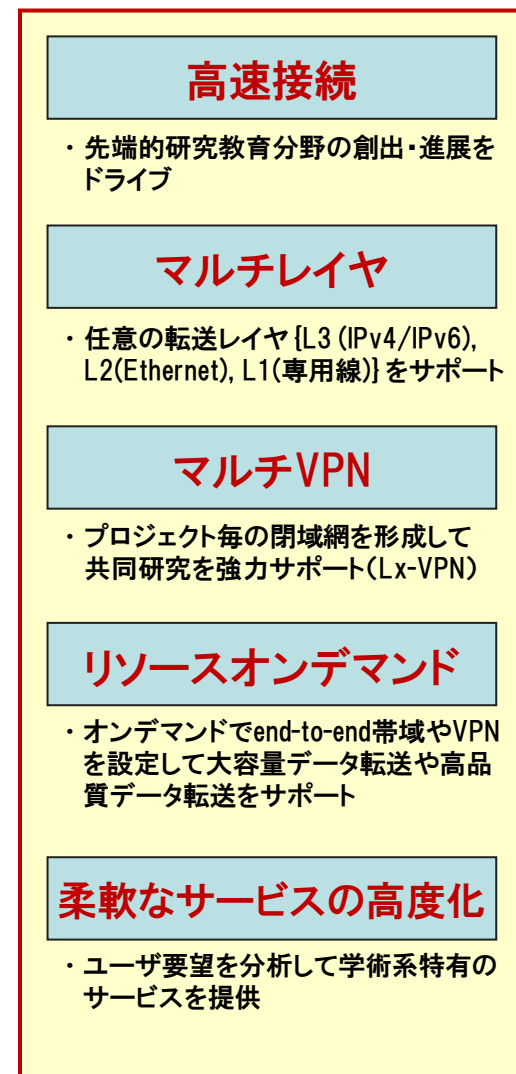 高速接続
・先端的研究教育分野の創出・進展を
ドライブ
マルチレイヤ
・任意の転送レイヤ{L3 (IPv4/IPv6),
L2(Ethernet), L1(専用線)}をサポート
マルチVPN
・プロジェクト毎の閉域網を形成して
共同研究を強力サポート(Lx-VPN)
リソースオンデマンド
・オンデマンドでend-to-end帯域やVPN
を設定して大容量データ転送や高品
質データ転送をサポート
柔軟なサービスの高度化
・ユーザ要望を分析して学術系特有の
サービスを提供